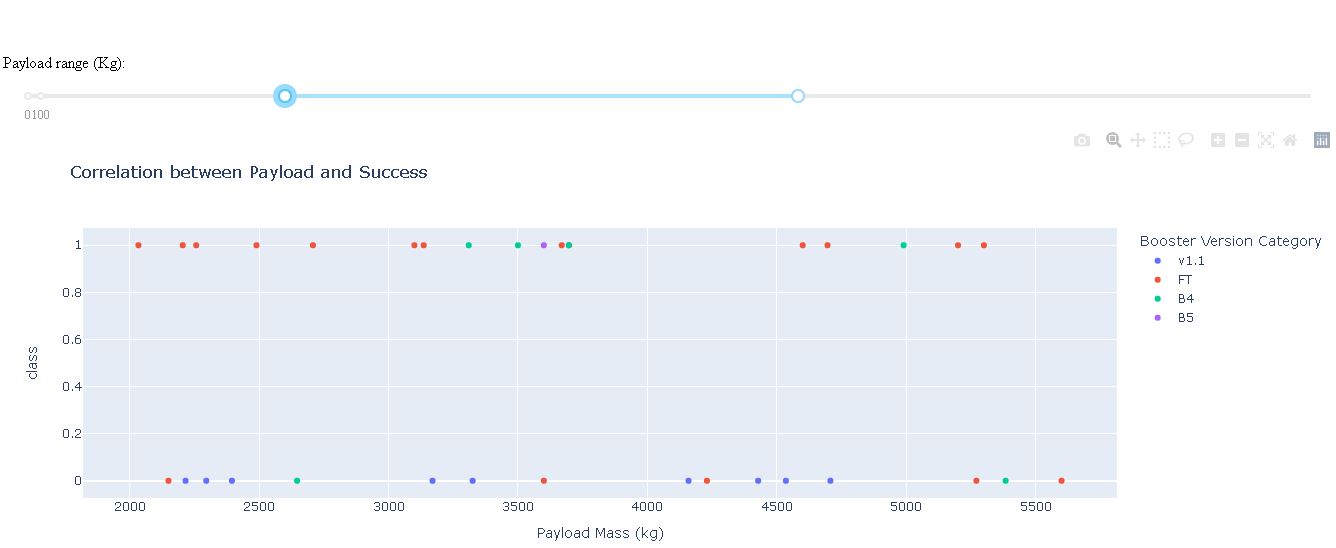 Payload range (Kg):
0100
Correlation between Payload and Success
Booster Version Category
v1.1
FT
B4
B5
class
1
0.8
0.6
0.4
0.2
0
2000 2500 3000 3500 4000 4500 5000 5500
Payload Mass (kg)